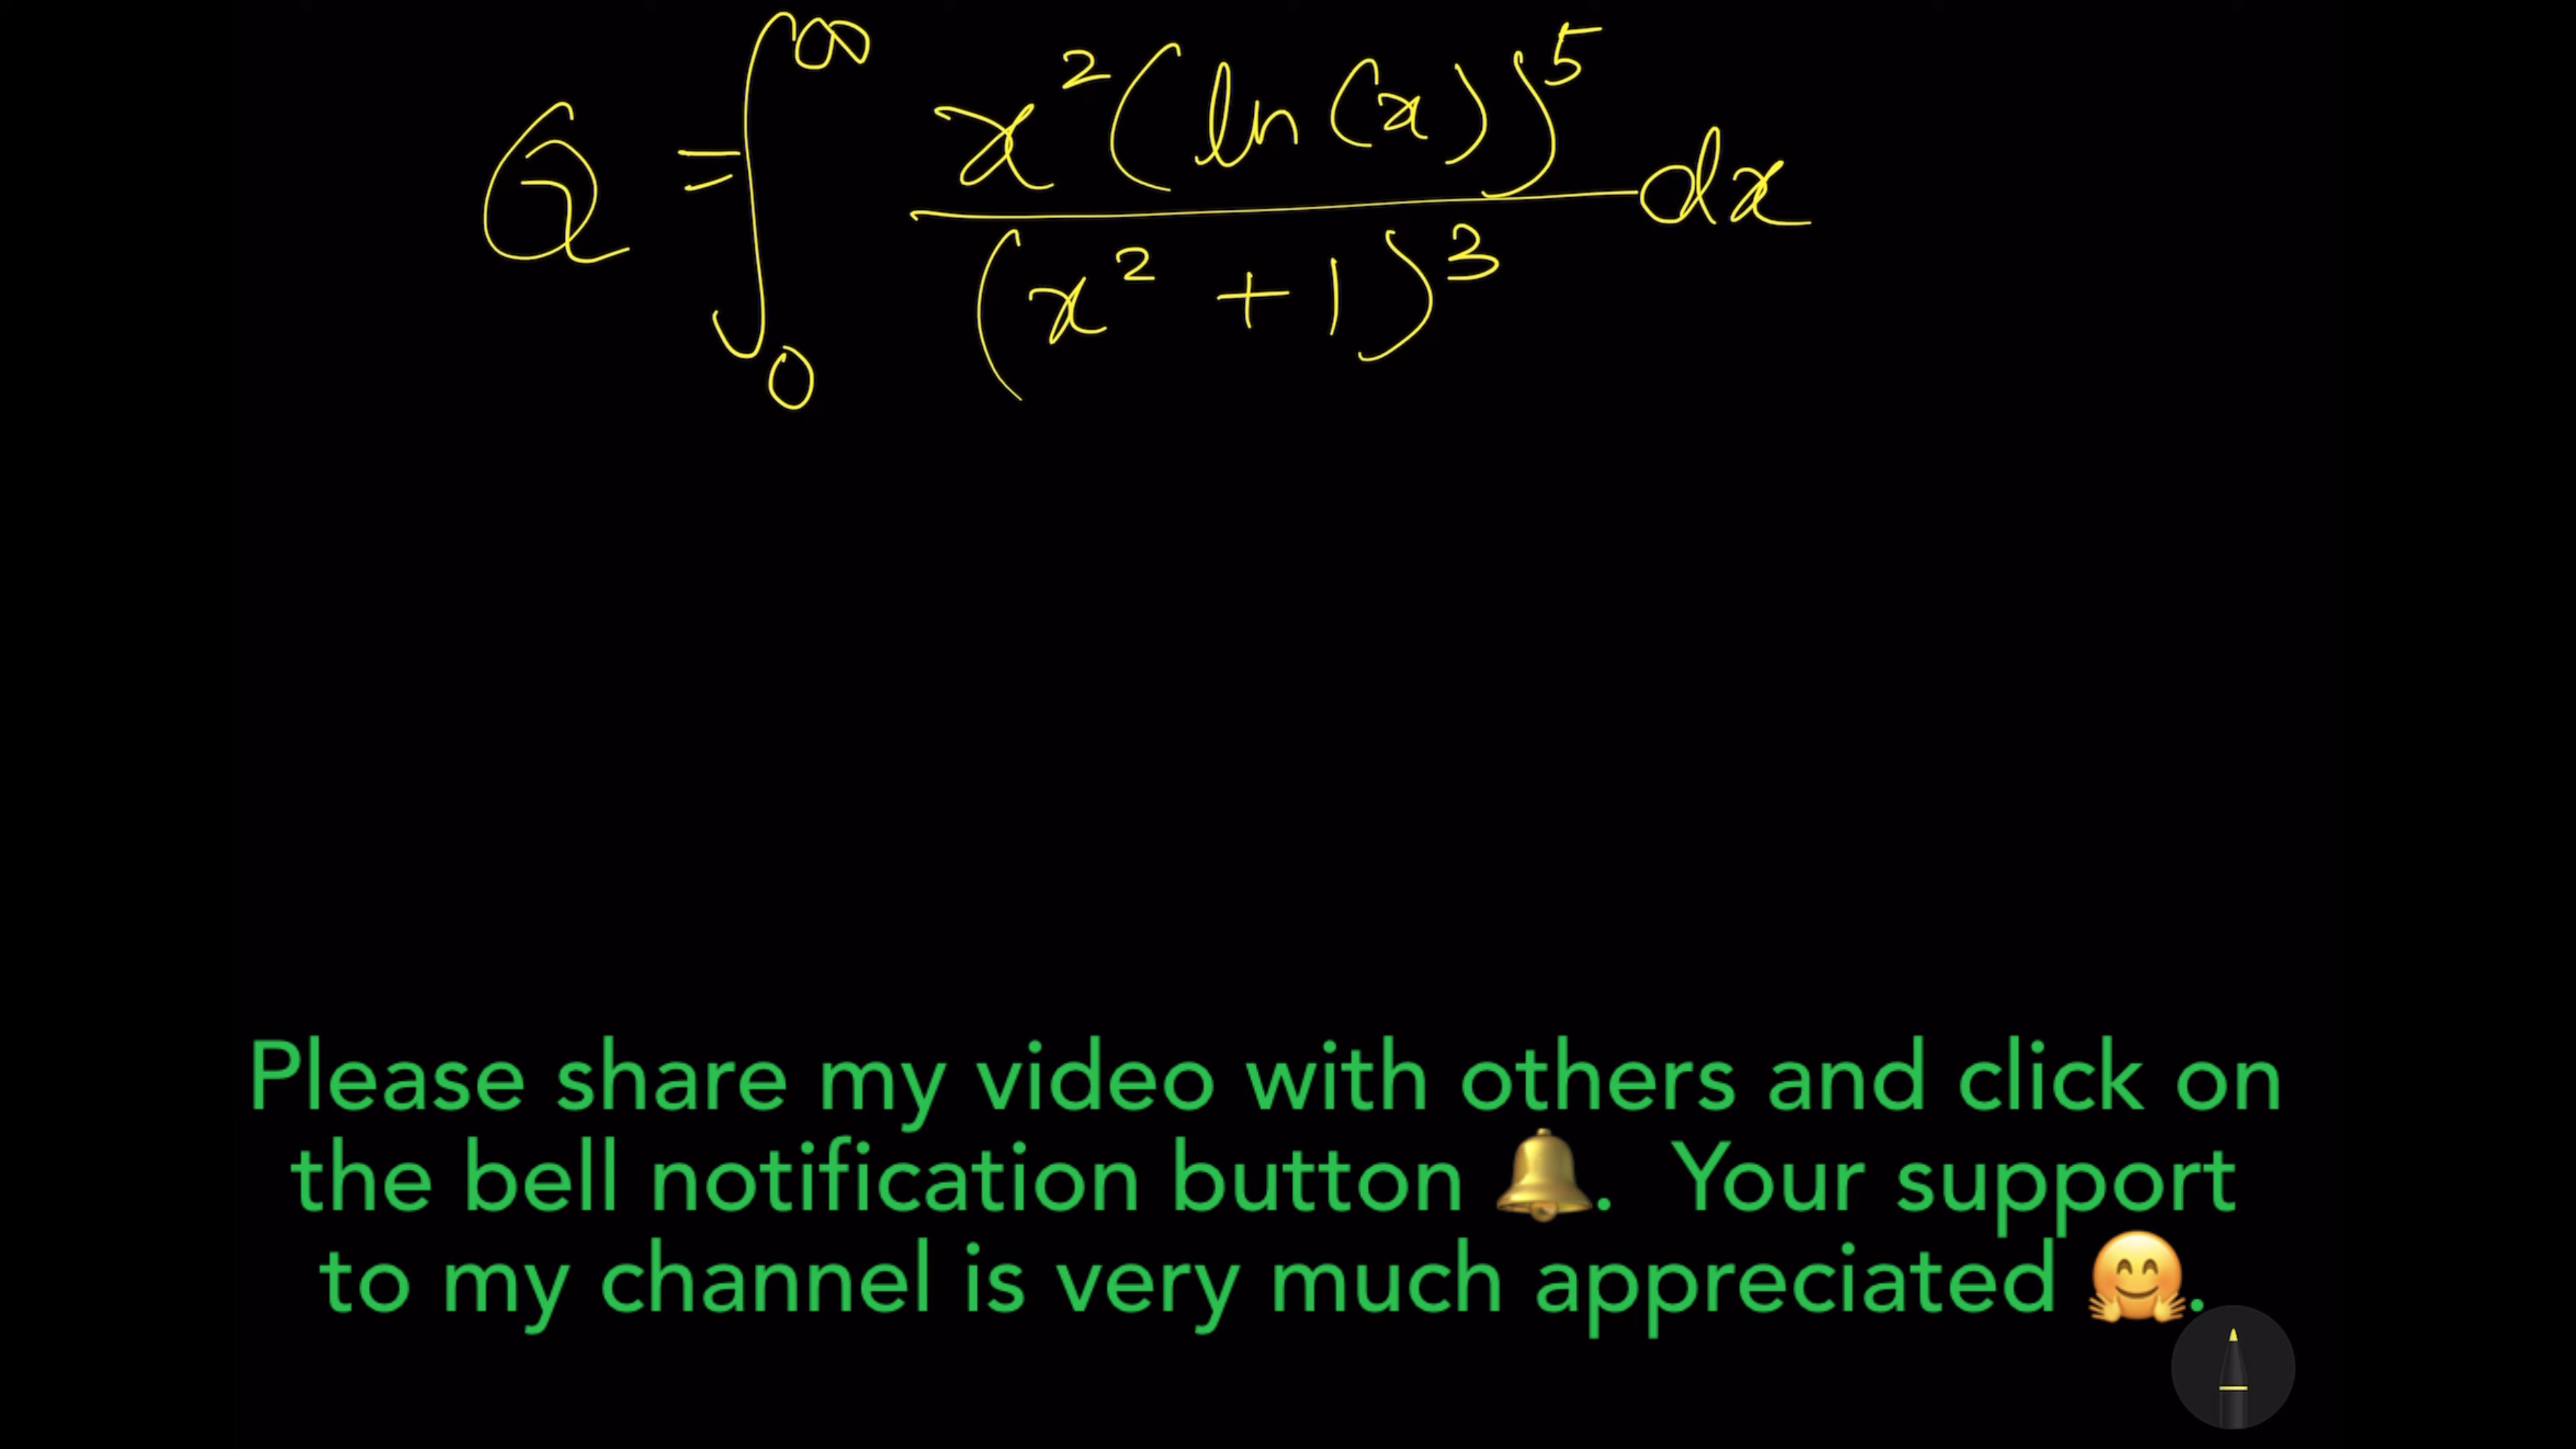 Q = ∫₀^∞ x²(ln(x))⁵ / (x² + 1)³ dx
Please share my video with others and click on
the bell notification button 🔔. Your support
to my channel is very much appreciated 🤗.